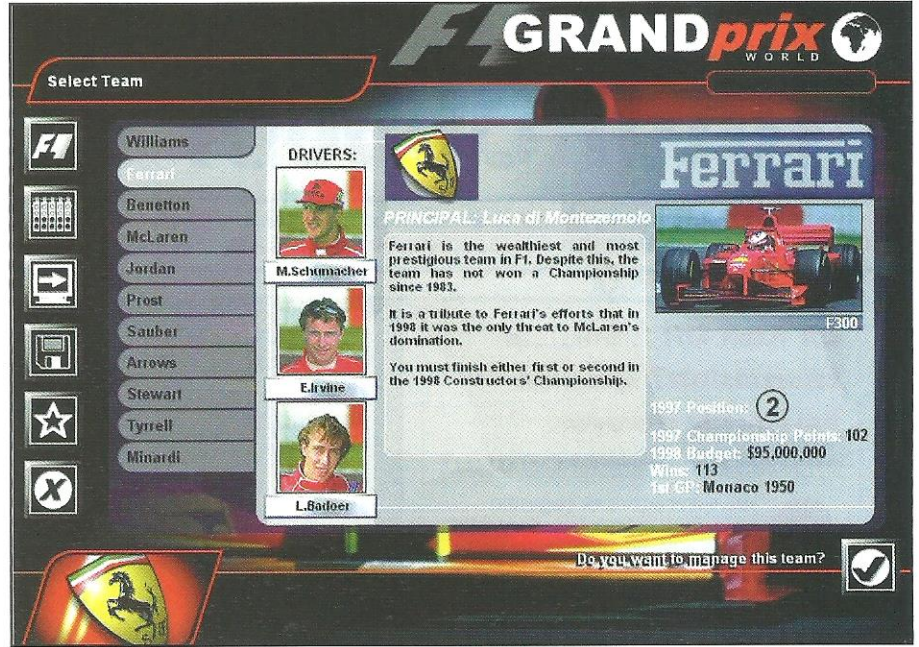 F1 GRAND prix
WORLD
Select Team
F1
Williams
Ferrari
Benetton
McLaren
Jordan
Prost
Sauber
Arrows
Stewart
Tyrrell
Minardi
DRIVERS:
M.Schumacher
E.Irvine
L.Badoer
Ferrari
PRINCIPAL: Luca di Montezemolo
Ferrari is the wealthiest and most
prestigious team in F1. Despite this, the
team has not won a Championship
since 1983.
It is a tribute to Ferrari's efforts that in
1998 it was the only threat to McLaren's
domination.
You must finish either first or second in
the 1998 Constructors' Championship.
F300
1997 Position: 2
1997 Championship Points: 102
1998 Budget: $95,000,000
Wins: 113
1st GP: Monaco 1950
Do you want to manage this team?